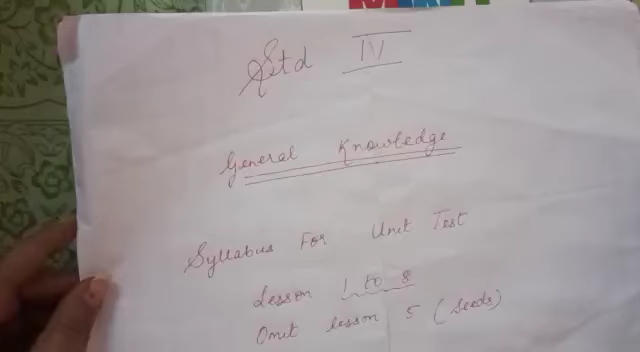 Std IV
General Knowledge
Syllabus For Unit Test
Lesson 1 to 8
Omit lesson 5 (Seeds)